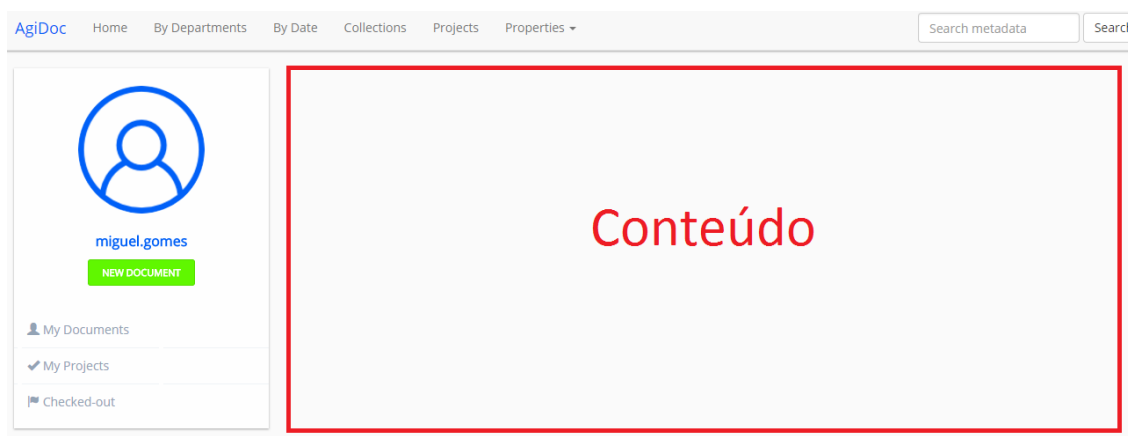 AgiDoc Home By Departments By Date Collections Projects Properties Search metadata Search
miguel.gomes
NEW DOCUMENT
My Documents
My Projects
Checked-out
Conteúdo